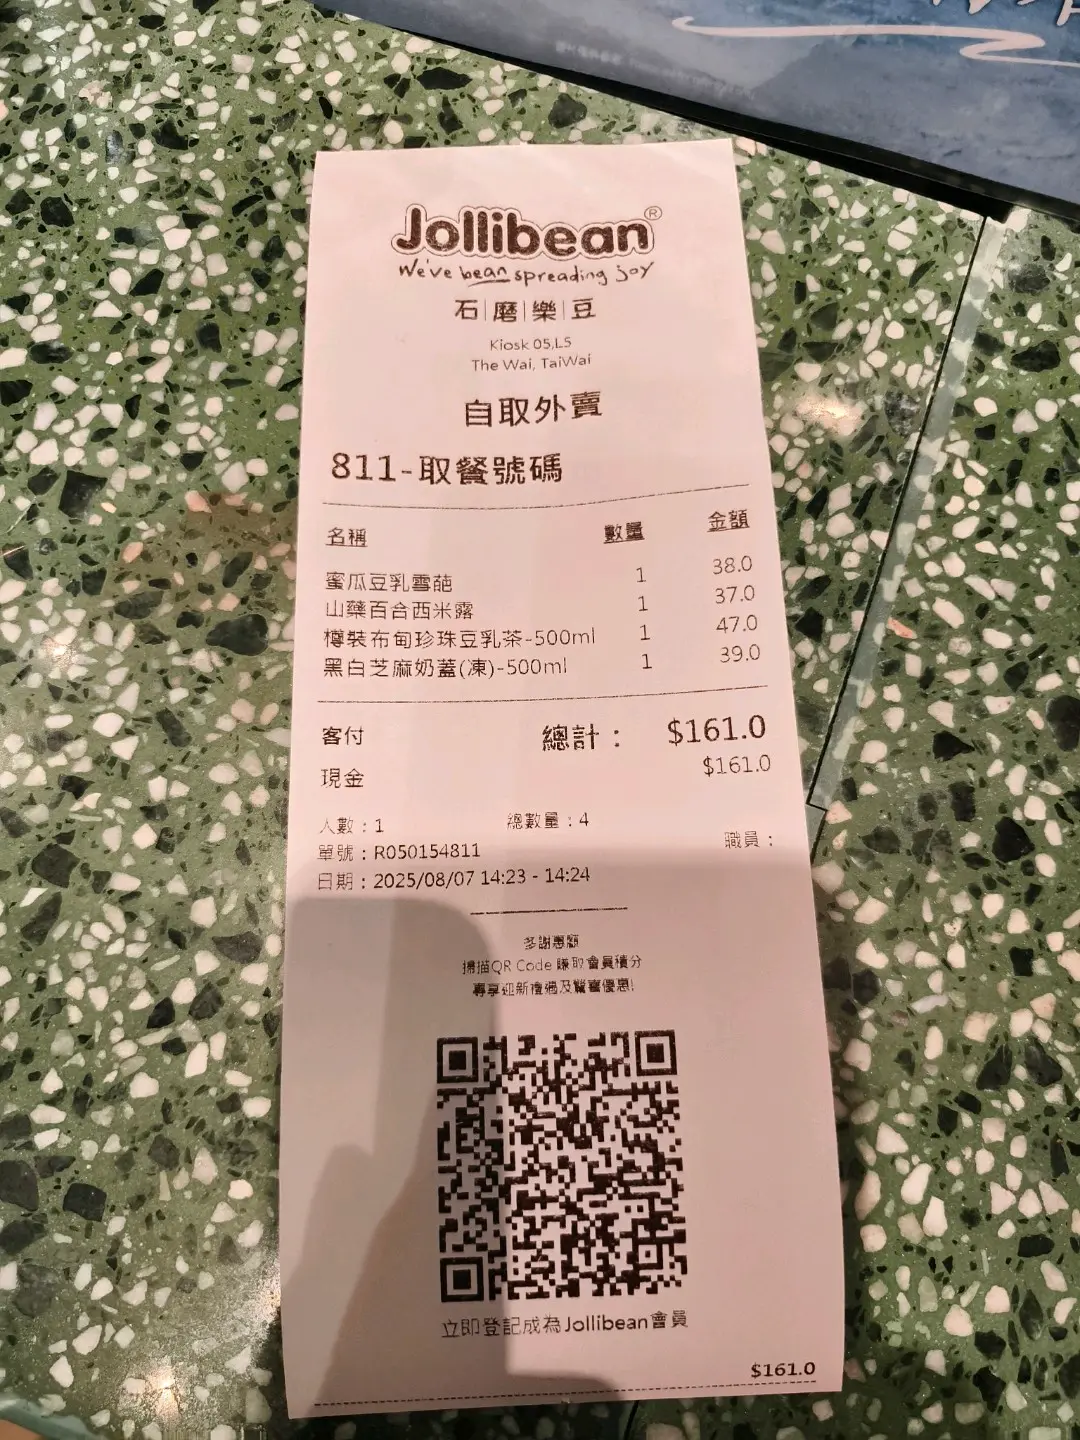 Jollibean®
We've bean spreading joy
石|磨|樂|豆
Kiosk 05,L5
The Wai, TaiWai
自取外賣
811-取餐號碼
名稱 數量 金額
蜜瓜豆乳雪葩 1 38.0
山藥百合西米露 1 37.0
樽裝布甸珍珠豆乳茶-500ml 1 47.0
黑白芝麻奶蓋(凍)-500ml 1 39.0
客付 總計： $161.0
現金 $161.0
人數：1 總數量：4
單號：R050154811 職員：
日期：2025/08/07 14:23 - 14:24
多謝惠顧
掃描QR Code 賺取會員積分
專享迎新禮遇及驚喜優惠!
立即登記成為Jollibean會員
$161.0